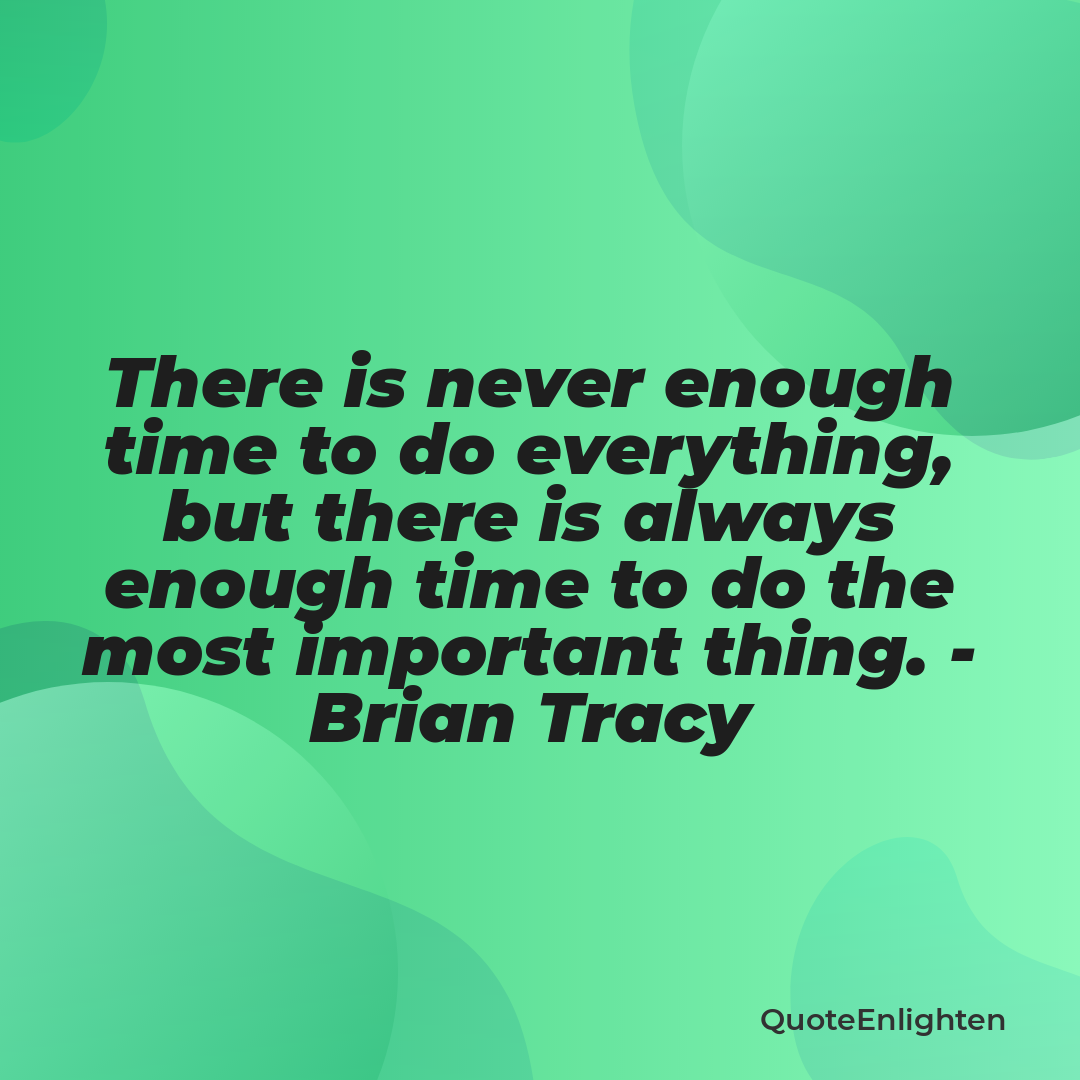 There is never enough
time to do everything,
but there is always
enough time to do the
most important thing. -
Brian Tracy
QuoteEnlighten